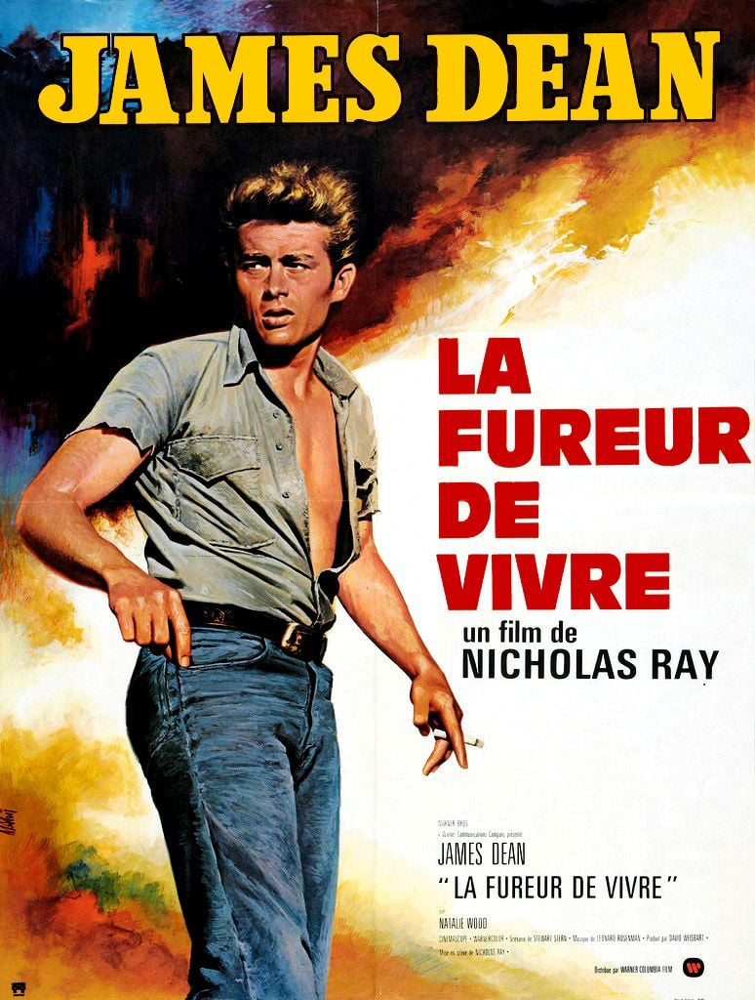 JAMES DEAN
LA
FUREUR
DE
VIVRE
un film de
NICHOLAS RAY
WARNER BROS
A Warner Communications Company présente
JAMES DEAN
"LA FUREUR DE VIVRE"
et
NATALIE WOOD
CINEMASCOPE • WARNERCOLOR • Scénario de STEWART STERN • Musique de LEONARD ROSENMAN • Produit par DAVID WEISBART •
Mise en scène de NICHOLAS RAY •
Distribué par WARNER COLUMBIA FILM